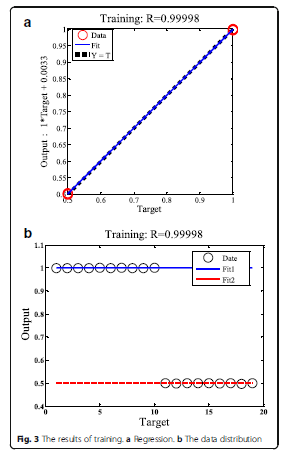 a
Training: R=0.99998
Output : 1*Target + 0.0033
1
0.95
0.9
0.85
0.8
0.75
0.7
0.65
0.6
0.55
0.5
Data
Fit
Y = T
0.5 0.6 0.7 0.8 0.9 1
Target
b
Training: R=0.99998
Output
1.1
1
0.9
0.8
0.7
0.6
0.5
0.4
Date
Fit1
Fit2
0 5 10 15 20
Target
Fig. 3 The results of training. a Regression. b The data distribution